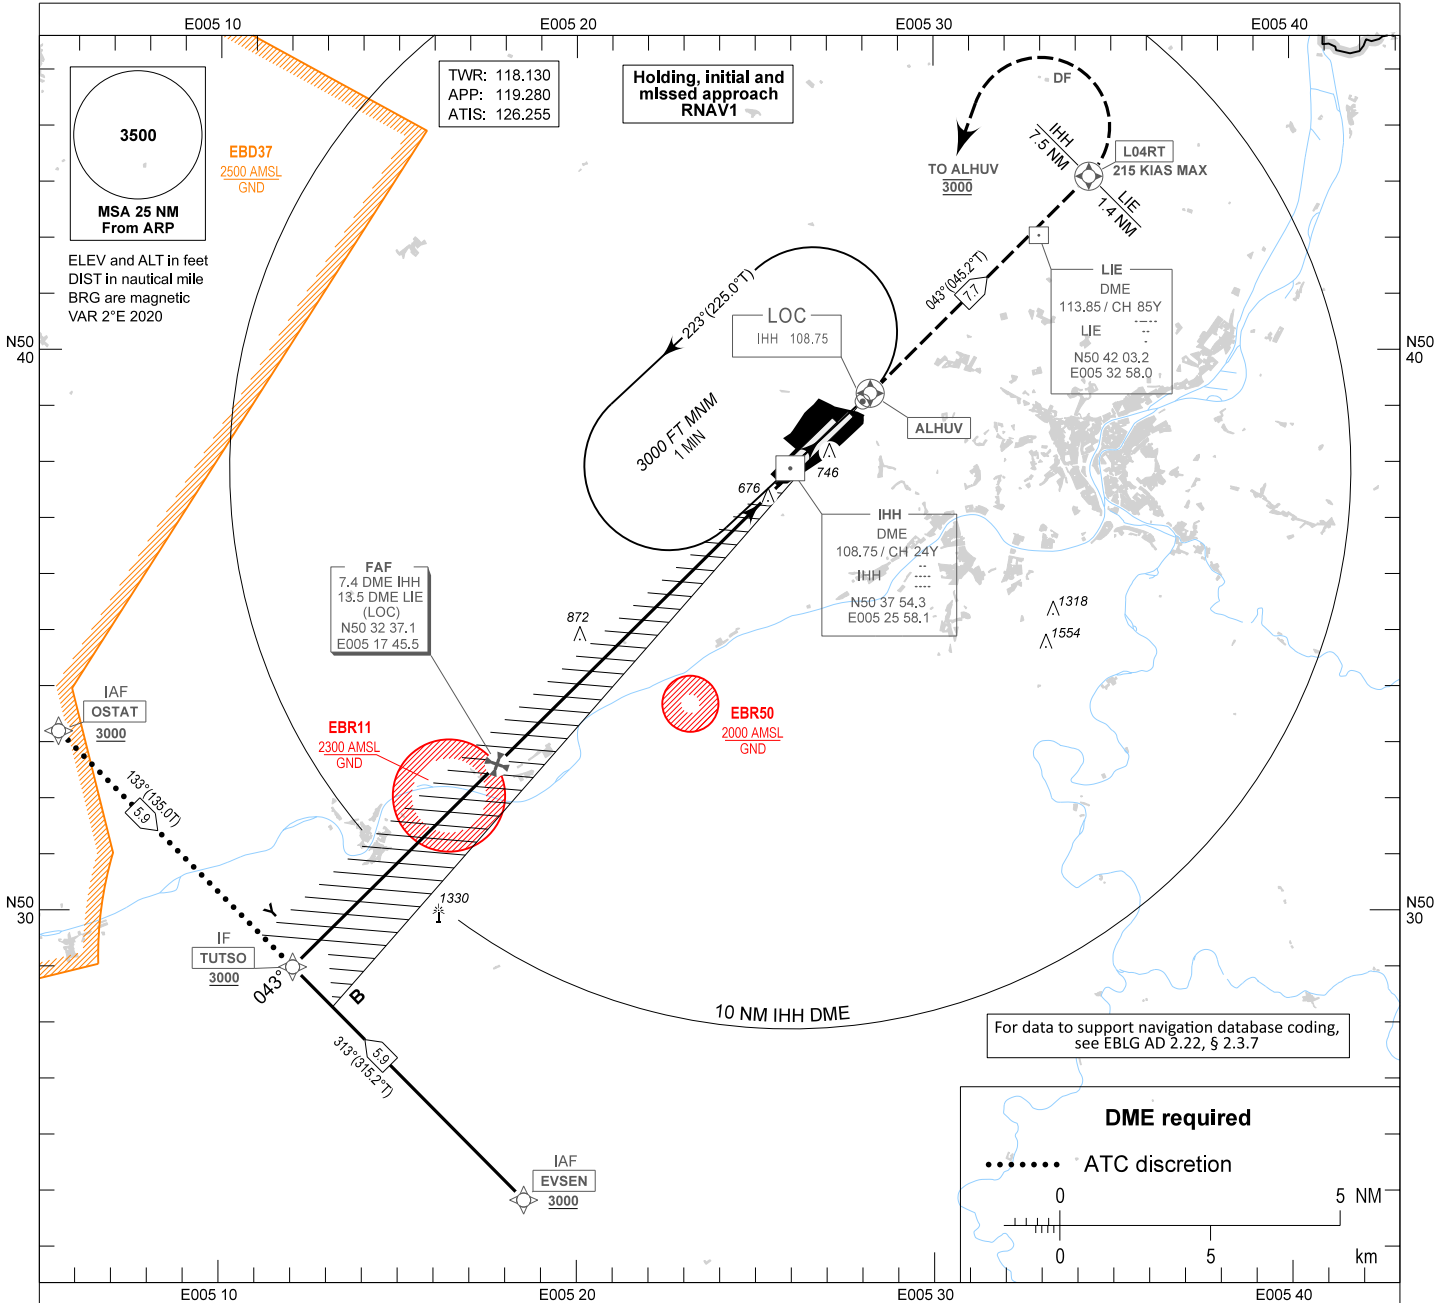 E005 10
E005 20
E005 30
E005 40
3500
MSA 25 NM
From ARP
ELEV and ALT in feet
DIST in nautical mile
BRG are magnetic
VAR 2°E 2020
EBD37
2500 AMSL
GND
TWR: 118.130
APP: 119.280
ATIS: 126.255
Holding, initial and
missed approach
RNAV1
DF
TO ALHUV
3000
IHH
7.5 NM
L04RT
215 KIAS MAX
LIE
1.4 NM
043°(045.2°T)
7.7
LIE
DME
113.85 / CH 85Y
LIE
N50 42 03.2
E005 32 58.0
223°(225.0°T)
LOC
IHH 108.75
3000 FT MNM
1 MIN
ALHUV
N50
40
N50
40
746
676
IHH
DME
108.75 / CH 24Y
IHH
N50 37 54.3
E005 25 58.1
FAF
7.4 DME IHH
13.5 DME LIE
(LOC)
N50 32 37.1
E005 17 45.5
872
1318
1554
IAF
OSTAT
3000
EBR11
2300 AMSL
GND
EBR50
2000 AMSL
GND
133°(135.0T)
5.9
1330
N50
30
N50
30
Y
IF
TUTSO
3000
043°
B
10 NM IHH DME
313°(315.2°T)
5.9
IAF
EVSEN
3000
For data to support navigation database coding,
see EBLG AD 2.22, § 2.3.7
DME required
ATC discretion
0 5 NM
0 5 km
E005 10
E005 20
E005 30
E005 40